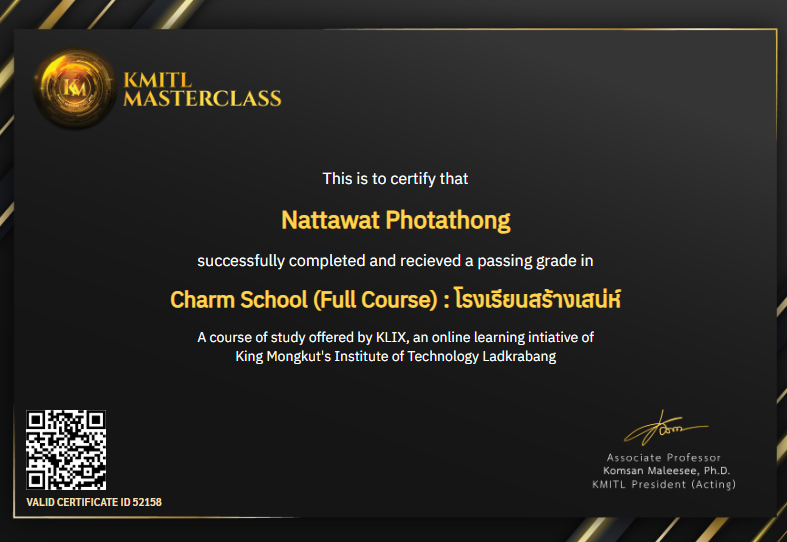 KM
KMITL
MASTERCLASS
This is to certify that
Nattawat Photathong
successfully completed and recieved a passing grade in
Charm School (Full Course) : โรงเรียนสร้างเสน่ห์
A course of study offered by KLIX, an online learning intiative of
King Mongkut's Institute of Technology Ladkrabang
Associate Professor
Komsan Maleesee, Ph.D.
KMITL President (Acting)
VALID CERTIFICATE ID 52158